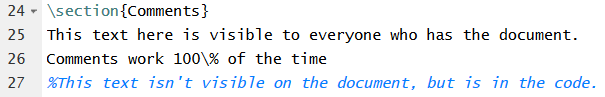 24 \section{Comments}
25 This text here is visible to everyone who has the document.
26 Comments work 100\% of the time
27 %This text isn't visible on the document, but is in the code.